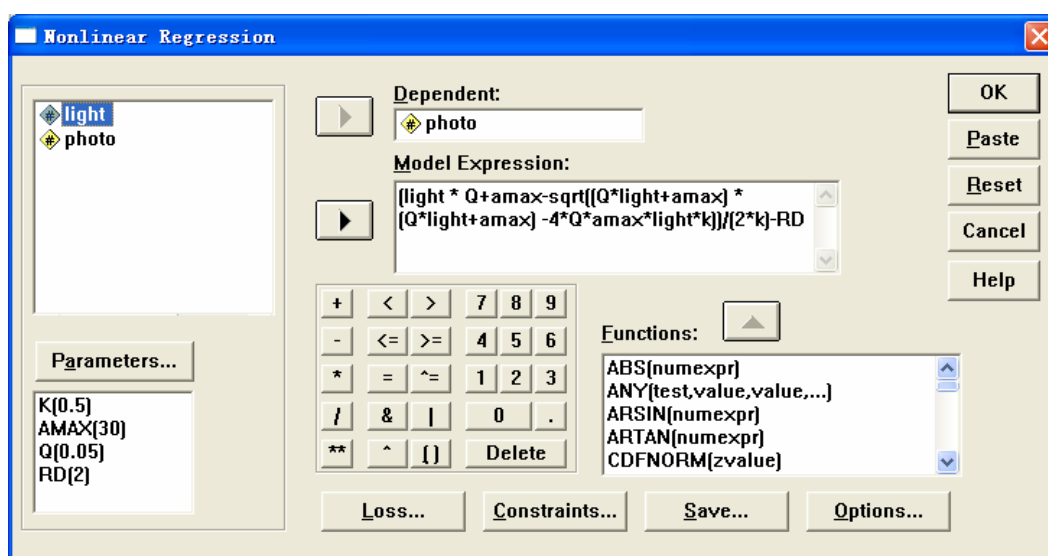 Nonlinear Regression
light
photo
Dependent:
photo
Model Expression:
(light * Q+amax-sqrt((Q*light+amax) *
(Q*light+amax) -4*Q*amax*light*k))/(2*k)-RD
OK
Paste
Reset
Cancel
Help
Parameters...
K(0.5)
AMAX(30)
Q(0.05)
RD(2)
+ < > 7 8 9
- <= >= 4 5 6
* = ^= 1 2 3
/ & | 0 .
** ^ () Delete
Functions:
ABS(numexpr)
ANY(test,value,value,...)
ARSIN(numexpr)
ARTAN(numexpr)
CDFNORM(zvalue)
Loss... Constraints... Save... Options...